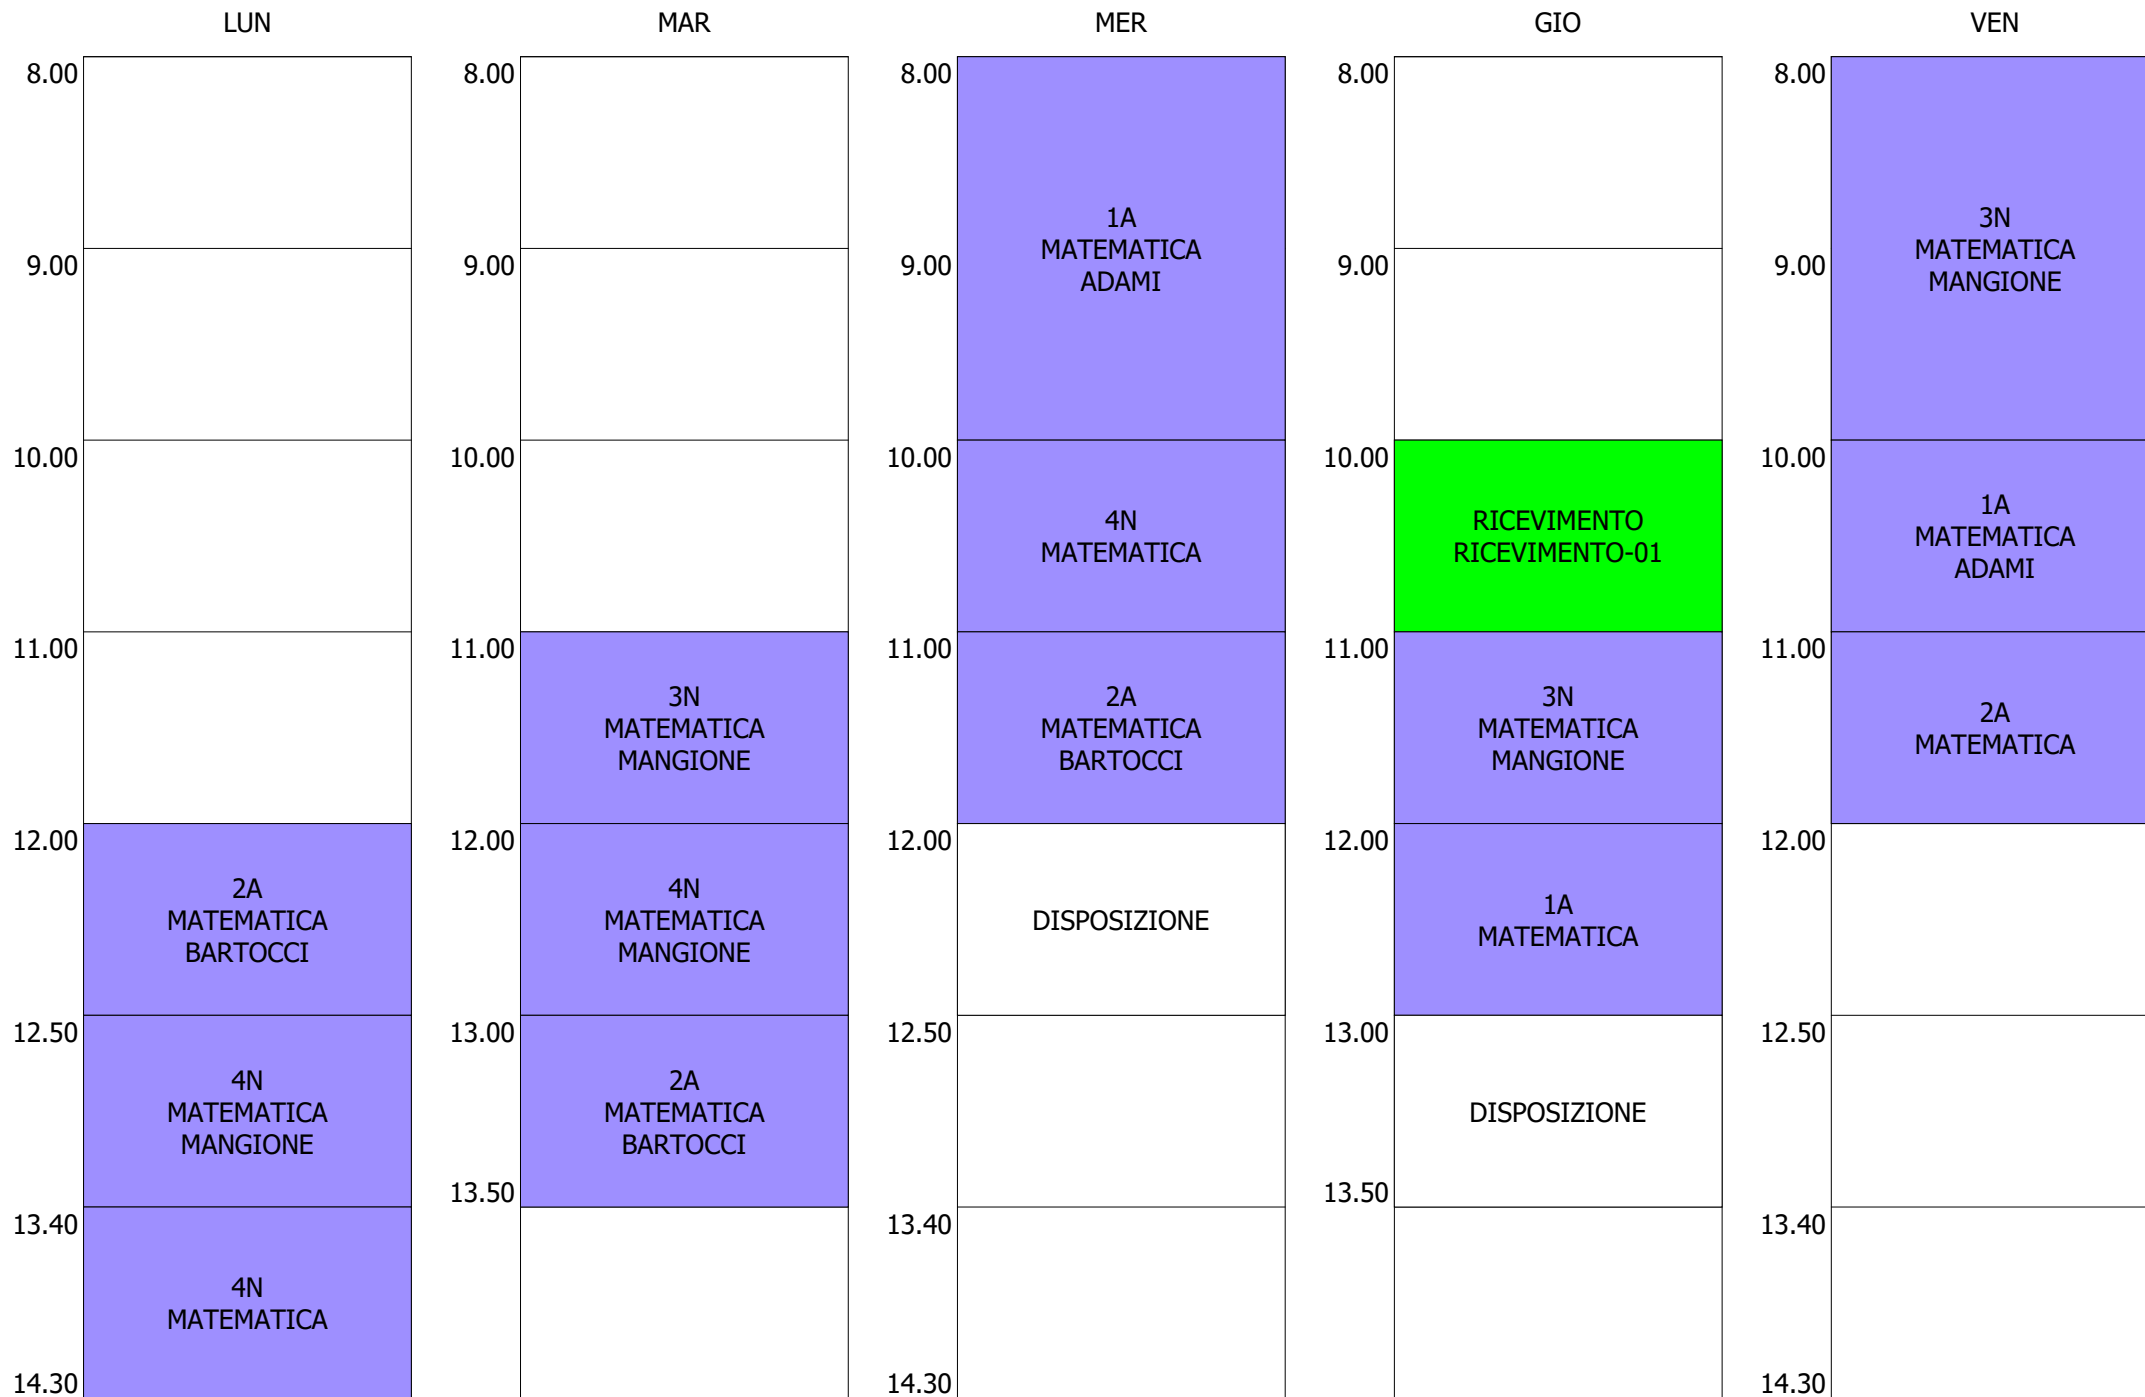 LUN
MAR
MER
GIO
VEN
8.00
8.00
8.00
8.00
8.00
1A
MATEMATICA
ADAMI
3N
MATEMATICA
MANGIONE
9.00
9.00
9.00
9.00
9.00
10.00
10.00
10.00
10.00
10.00
4N
MATEMATICA
RICEVIMENTO
RICEVIMENTO-01
1A
MATEMATICA
ADAMI
11.00
11.00
11.00
11.00
11.00
3N
MATEMATICA
MANGIONE
2A
MATEMATICA
BARTOCCI
3N
MATEMATICA
MANGIONE
2A
MATEMATICA
12.00
12.00
12.00
12.00
12.00
2A
MATEMATICA
BARTOCCI
4N
MATEMATICA
MANGIONE
DISPOSIZIONE
1A
MATEMATICA
12.50
13.00
12.50
13.00
12.50
4N
MATEMATICA
MANGIONE
2A
MATEMATICA
BARTOCCI
DISPOSIZIONE
13.50
13.50
13.40
13.40
13.40
4N
MATEMATICA
14.30
14.30
14.30